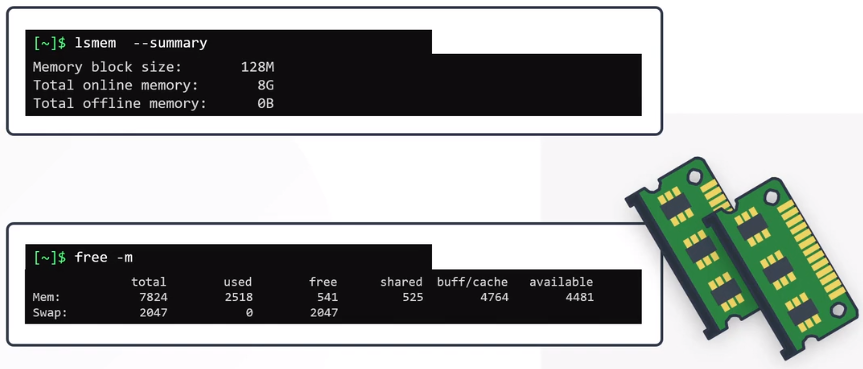 [~]$ lsmem --summary
Memory block size: 128M
Total online memory: 8G
Total offline memory: 0B
[~]$ free -m
total used free shared buff/cache available
Mem: 7824 2518 541 525 4764 4481
Swap: 2047 0 2047